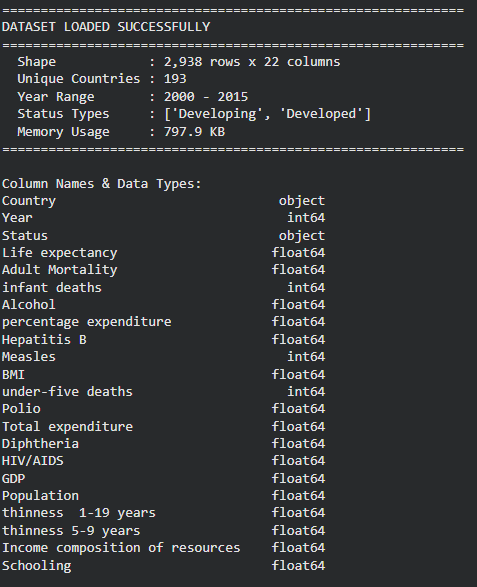 ============================================================
DATASET LOADED SUCCESSFULLY
============================================================
  Shape            : 2,938 rows x 22 columns
  Unique Countries : 193
  Year Range       : 2000 - 2015
  Status Types     : ['Developing', 'Developed']
  Memory Usage     : 797.9 KB
============================================================

Column Names & Data Types:
Country                             object
Year                                 int64
Status                              object
Life expectancy                    float64
Adult Mortality                    float64
infant deaths                        int64
Alcohol                            float64
percentage expenditure             float64
Hepatitis B                        float64
Measles                              int64
BMI                                float64
under-five deaths                    int64
Polio                              float64
Total expenditure                  float64
Diphtheria                         float64
HIV/AIDS                           float64
GDP                                float64
Population                         float64
thinness  1-19 years               float64
thinness 5-9 years                 float64
Income composition of resources    float64
Schooling                          float64